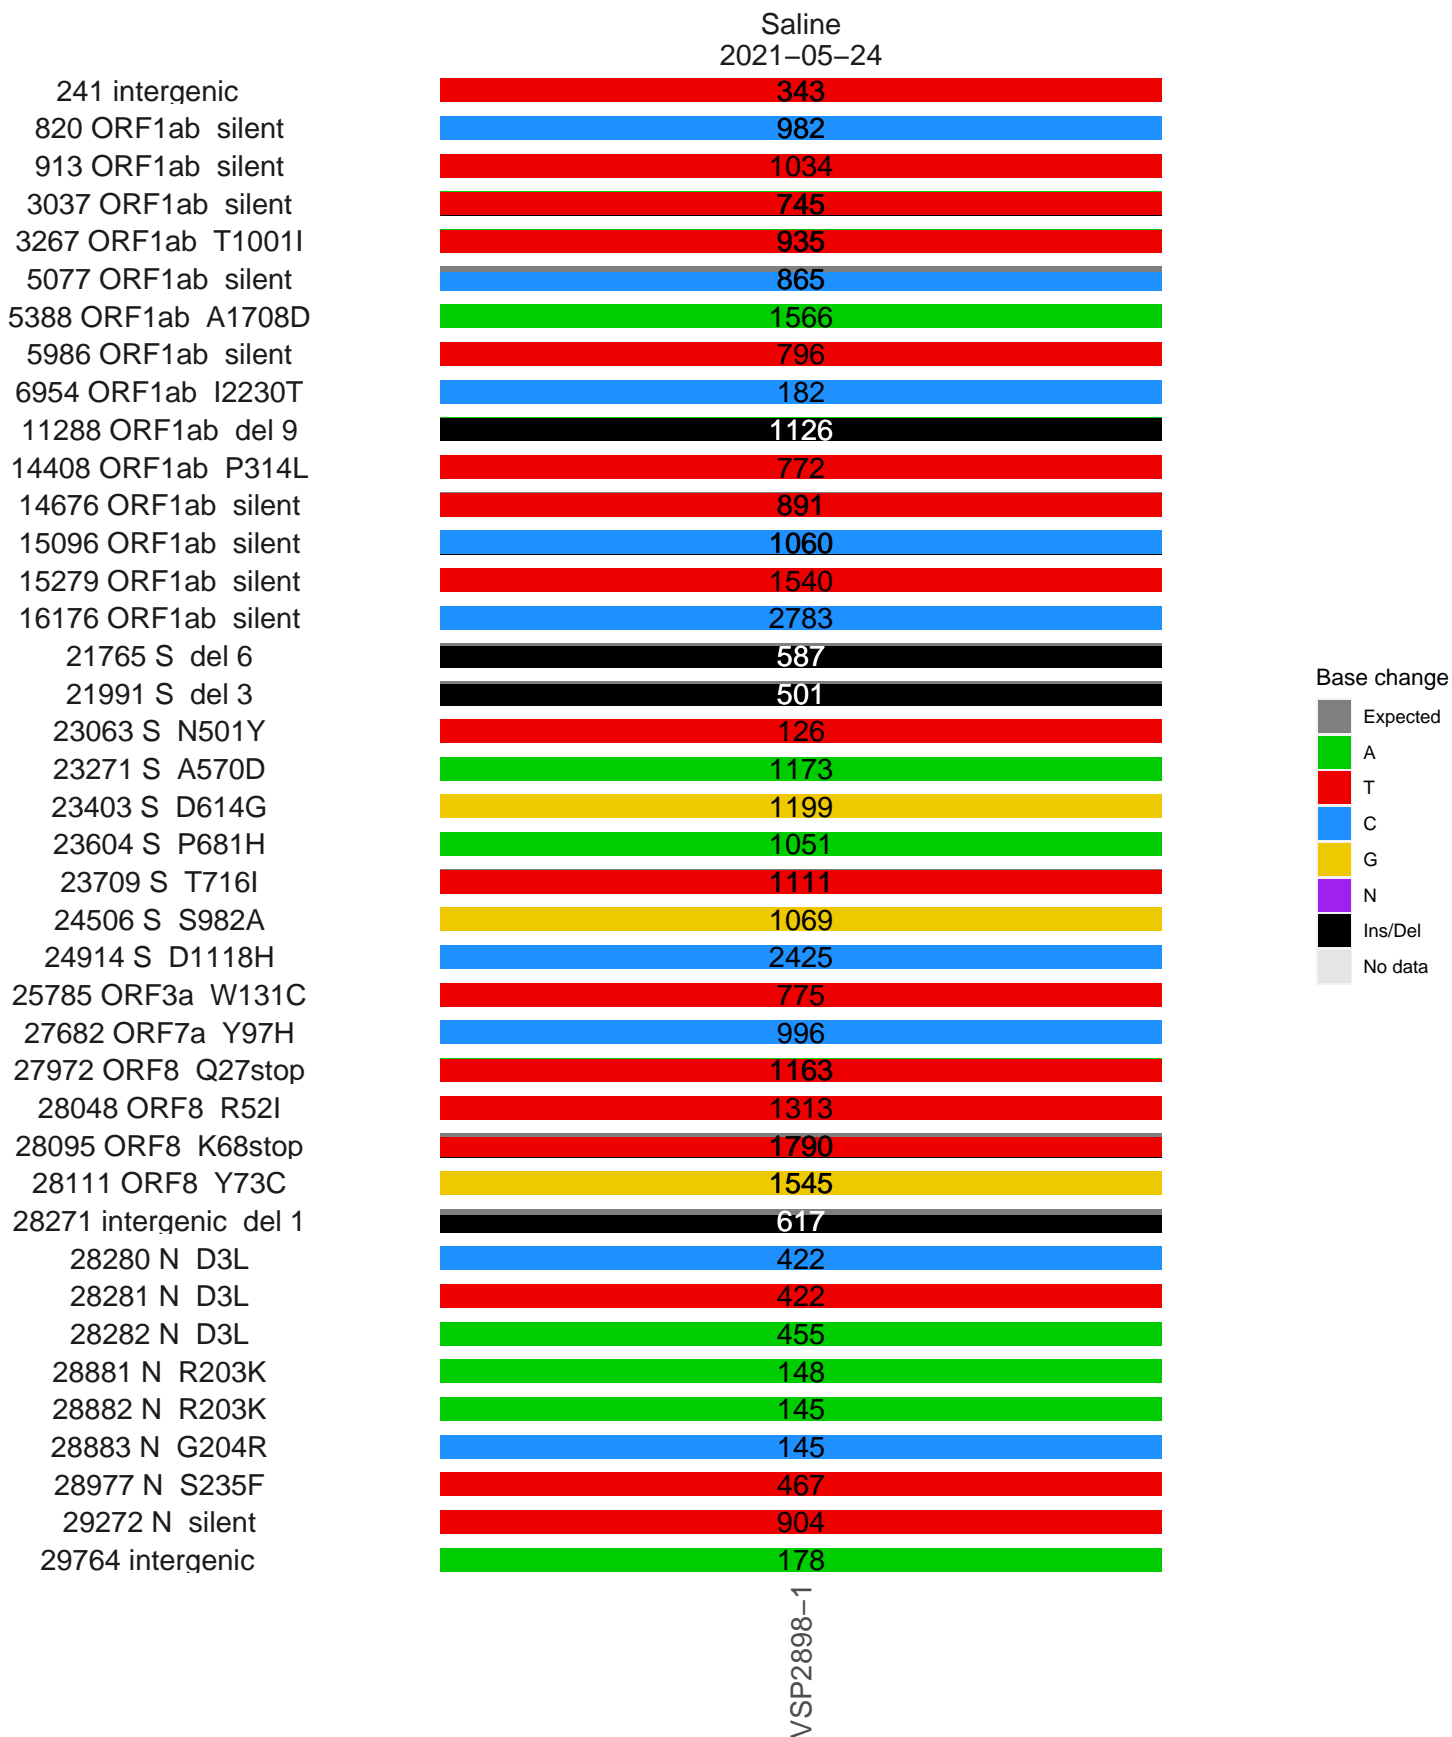 Saline
2021−05−24
241 intergenic 343
820 ORF1ab silent 982
913 ORF1ab silent 1034
3037 ORF1ab silent 745
3267 ORF1ab T1001I 935
5077 ORF1ab silent 865
5388 ORF1ab A1708D 1566
5986 ORF1ab silent 796
6954 ORF1ab I2230T 182
11288 ORF1ab del 9 1126
14408 ORF1ab P314L 772
14676 ORF1ab silent 891
15096 ORF1ab silent 1060
15279 ORF1ab silent 1540
16176 ORF1ab silent 2783
21765 S del 6 587
21991 S del 3 501
23063 S N501Y 126
23271 S A570D 1173
23403 S D614G 1199
23604 S P681H 1051
23709 S T716I 1111
24506 S S982A 1069
24914 S D1118H 2425
25785 ORF3a W131C 775
27682 ORF7a Y97H 996
27972 ORF8 Q27stop 1163
28048 ORF8 R52I 1313
28095 ORF8 K68stop 1790
28111 ORF8 Y73C 1545
28271 intergenic del 1 617
28280 N D3L 422
28281 N D3L 422
28282 N D3L 455
28881 N R203K 148
28882 N R203K 145
28883 N G204R 145
28977 N S235F 467
29272 N silent 904
29764 intergenic 178
VSP2898−1
Base change
Expected
A
T
C
G
N
Ins/Del
No data